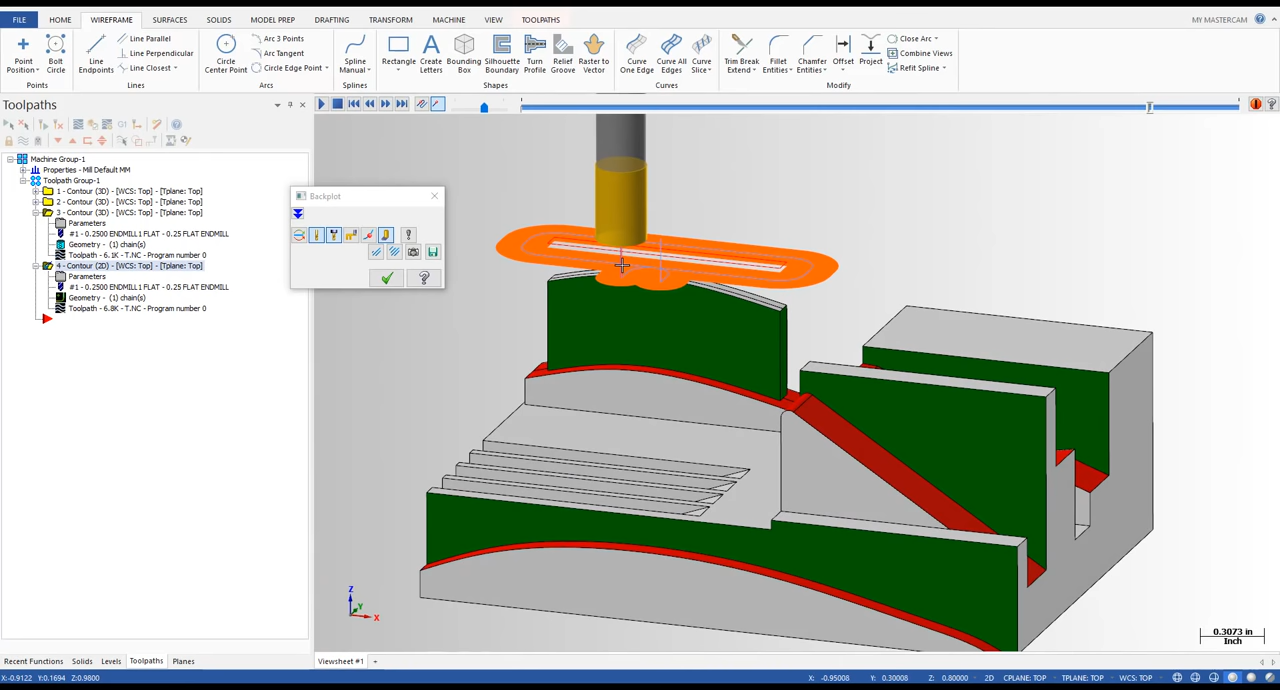 FILE HOME WIREFRAME SURFACES SOLIDS MODEL PREP DRAFTING TRANSFORM MACHINE VIEW TOOLPATHS MY MASTERCAM
Point Position
Bolt Circle
Line Endpoints
Line Parallel
Line Perpendicular
Line Closest
Circle Center Point
Arc 3 Points
Arc Tangent
Circle Edge Point
Spline Manual
Rectangle
Create Letters
Bounding Box
Silhouette Boundary
Turn Profile
Relief Groove
Raster to Vector
Curve One Edge
Curve All Edges
Curve Slice
Trim Break Extend
Fillet Entities
Chamfer Entities
Offset
Project
Close Arc
Combine Views
Refit Spline
Points Lines Arcs Splines Shapes Curves Modify
Toolpaths
G1
Machine Group-1
Properties - Mill Default MM
Toolpath Group-1
1 - Contour (3D) - [WCS: Top] - [Tplane: Top]
2 - Contour (3D) - [WCS: Top] - [Tplane: Top]
3 - Contour (3D) - [WCS: Top] - [Tplane: Top]
Parameters
#1 - 0.2500 ENDMILL1 FLAT - 0.25 FLAT ENDMILL
Geometry - (1) chain(s)
Toolpath - 6.1K - T.NC - Program number 0
4 - Contour (2D) - [WCS: Top] - [Tplane: Top]
Parameters
#1 - 0.2500 ENDMILL1 FLAT - 0.25 FLAT ENDMILL
Geometry - (1) chain(s)
Toolpath - 6.8K - T.NC - Program number 0
Backplot
Z
Y
X
0.3073 in
Inch
Recent Functions Solids Levels Toolpaths Planes
Viewsheet #1 +
X:-0.9122 Y:0.1694 Z:0.9800
X: -0.95008 Y: 0.30008 Z: 0.80000 2D CPLANE: TOP TPLANE: TOP WCS: TOP